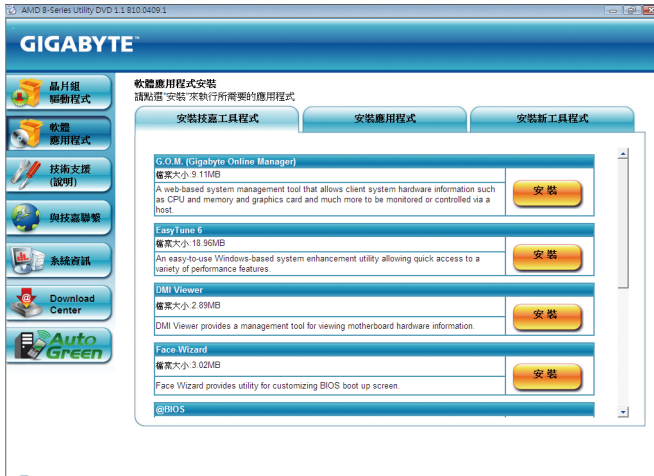 AMD 8-Series Utility DVD 1.1 B10.0409.1
GIGABYTE™
晶片組
驅動程式
軟體
應用程式
技術支援
(說明)
與技嘉聯繫
系統資訊
Download
Center
Auto
Green
軟體應用程式安裝
請點選"安裝"來執行所需要的應用程式
安裝技嘉工具程式
安裝應用程式
安裝新工具程式
G.O.M. (Gigabyte Online Manager)
檔案大小:9.11MB
A web-based system management tool that allows client system hardware information such
as CPU and memory and graphics card and much more to be monitored or controlled via a
host.
安裝
EasyTune 6
檔案大小:18.96MB
An easy-to-use Windows-based system enhancement utility allowing quick access to a
variety of performance features.
安裝
DMI Viewer
檔案大小:2.89MB
DMI Viewer provides a management tool for viewing motherboard hardware information.
安裝
Face-Wizard
檔案大小:3.02MB
Face Wizard provides utility for customizing BIOS boot up screen.
安裝
@BIOS